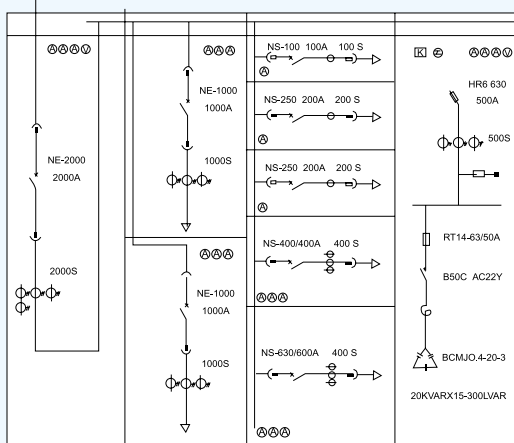 Ⓐ Ⓐ Ⓐ Ⓥ
NE-2000
2000A
2000S
Ⓐ Ⓐ Ⓐ
NE-1000
1000A
1000S
Ⓐ Ⓐ Ⓐ
NE-1000
1000A
1000S
NS-100 100A 100 S
Ⓐ
NS-250 200A 200 S
Ⓐ
NS-250 200A 200 S
Ⓐ
NS-400/400A 400 S
Ⓐ Ⓐ Ⓐ
NS-630/600A 400 S
Ⓐ Ⓐ Ⓐ
K Ⓐ Ⓐ Ⓐ Ⓥ
HR6 630
500A
500S
RT14-63/50A
B50C AC22Y
BCMJO.4-20-3
20KVARX15-300LVAR